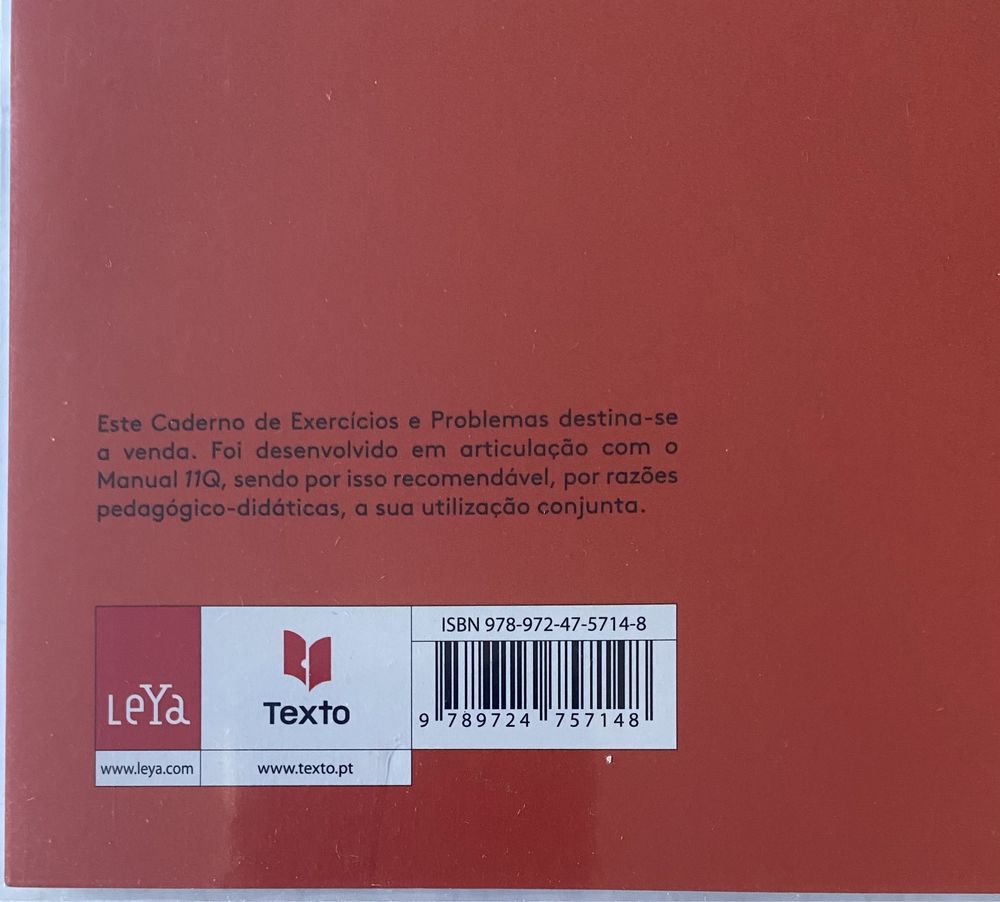 Este Caderno de Exercícios e Problemas destina-se
a venda. Foi desenvolvido em articulação com o
Manual 11Q, sendo por isso recomendável, por razões
pedagógico-didáticas, a sua utilização conjunta.
ISBN 978-972-47-5714-8
LeYa
Texto
9 789724 757148
www.leya.com
www.texto.pt